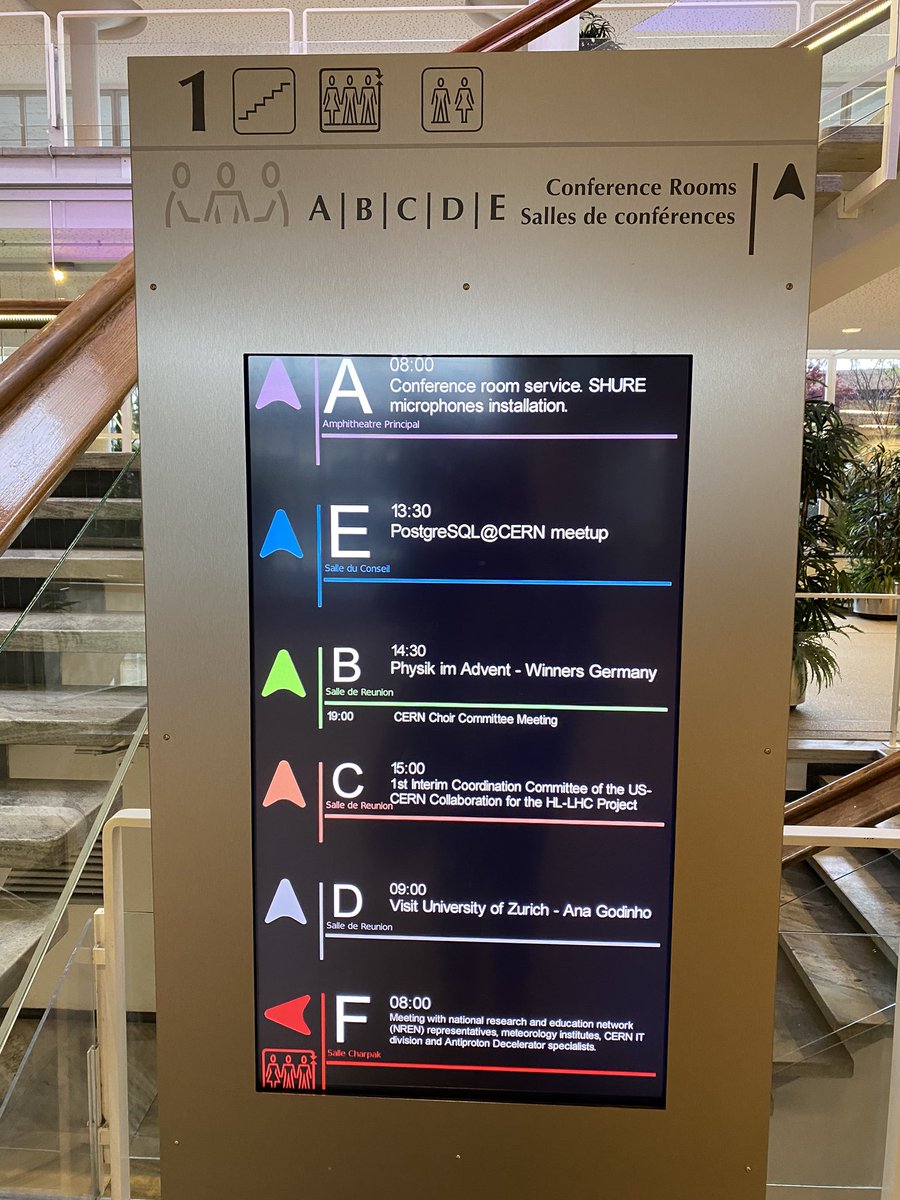 1
A|B|C|D|E
Conference Rooms
Salles de conférences
08:00
A
Conference room service. SHURE
microphones installation.
Amphitheatre Principal
13:30
E
PostgreSQL@CERN meetup
Salle du Conseil
14:30
B
Physik im Advent - Winners Germany
Salle de Reunion
19:00 CERN Choir Committee Meeting
15:00
C
1st Interim Coordination Committee of the US-
CERN Collaboration for the HL-LHC Project
Salle de Reunion
09:00
D
Visit University of Zurich - Ana Godinho
Salle de Reunion
08:00
F
Meeting with national research and education network
(NREN) representatives, meteorology institutes, CERN IT
division and Antiproton Decelerator specialists.
Salle Charpak